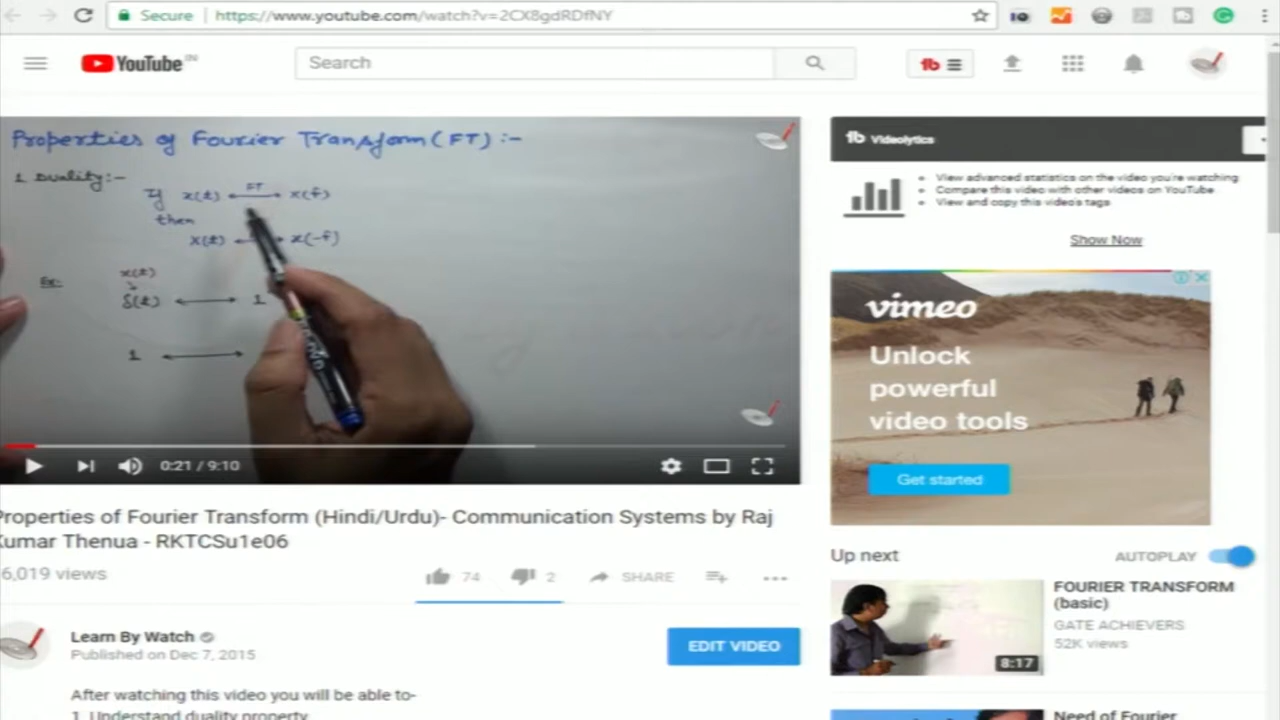 Secure https://www.youtube.com/watch?v=2CX8gdRDfNY
YouTube IN
Search
Properties of Fourier Transform (FT) :-
1 Duality:-
If x(t) ⟷ X(f)
FT
then
X(t) ⟷ x(-f)
Ex:
x(t)
δ(t) ⟷ 1
1 ⟷
0:21 / 9:10
Properties of Fourier Transform (Hindi/Urdu)- Communication Systems by Raj
Kumar Thenua - RKTCSu1e06
6,019 views
74
2
SHARE
Learn By Watch
Published on Dec 7, 2015
EDIT VIDEO
After watching this video you will be able to-
1. Understand duality property
Videolytics
View advanced statistics on the video you're watching
Compare this video with other videos on YouTube
View and copy this video's tags
Show Now
vimeo
Unlock
powerful
video tools
Get started
Up next
AUTOPLAY
FOURIER TRANSFORM
(basic)
GATE ACHIEVERS
52K views
8:17
Need of Fourier